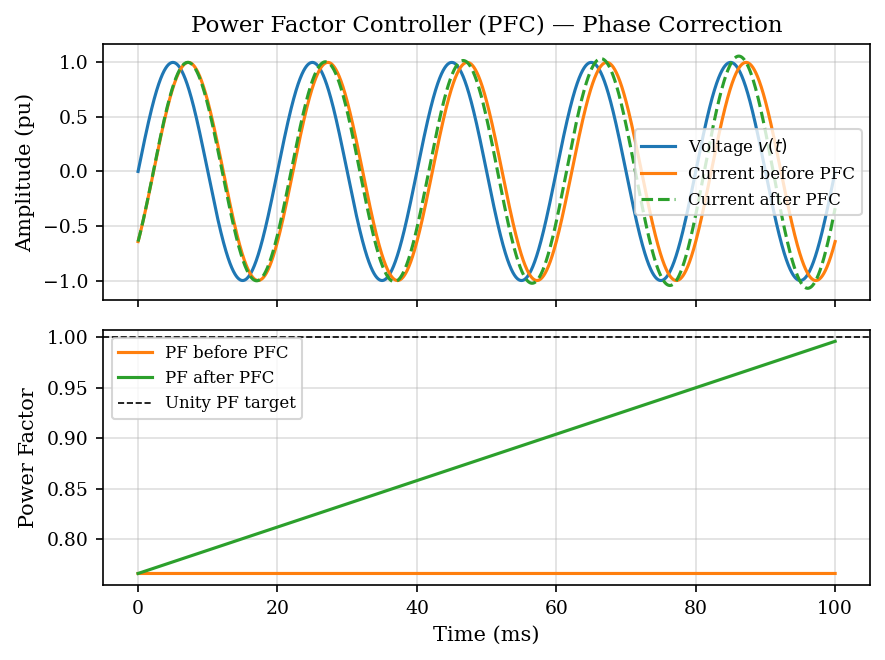 Power Factor Controller (PFC) — Phase Correction
Amplitude (pu)
1.0
0.5
0.0
−0.5
−1.0
Voltage v(t)
Current before PFC
Current after PFC
Power Factor
1.00
0.95
0.90
0.85
0.80
PF before PFC
PF after PFC
Unity PF target
0 20 40 60 80 100
Time (ms)